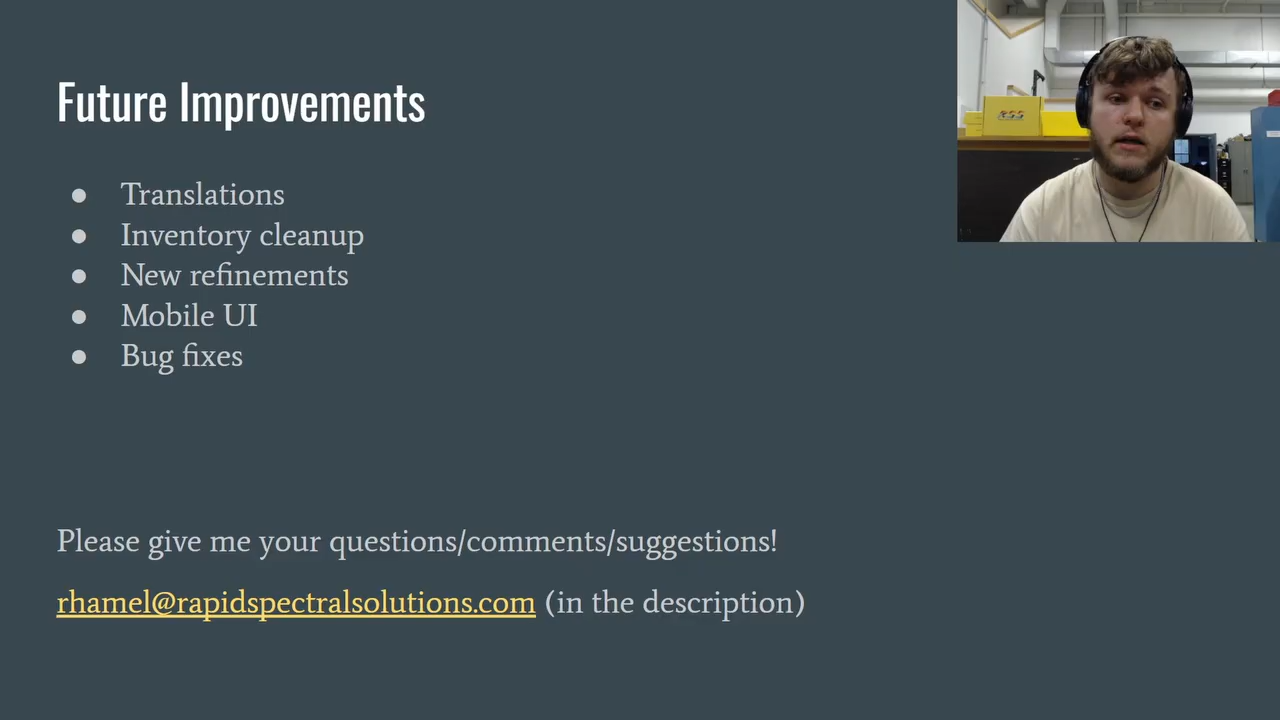 Future Improvements
● Translations
● Inventory cleanup
● New refinements
● Mobile UI
● Bug fixes
Please give me your questions/comments/suggestions!
rhamel@rapidspectralsolutions.com (in the description)